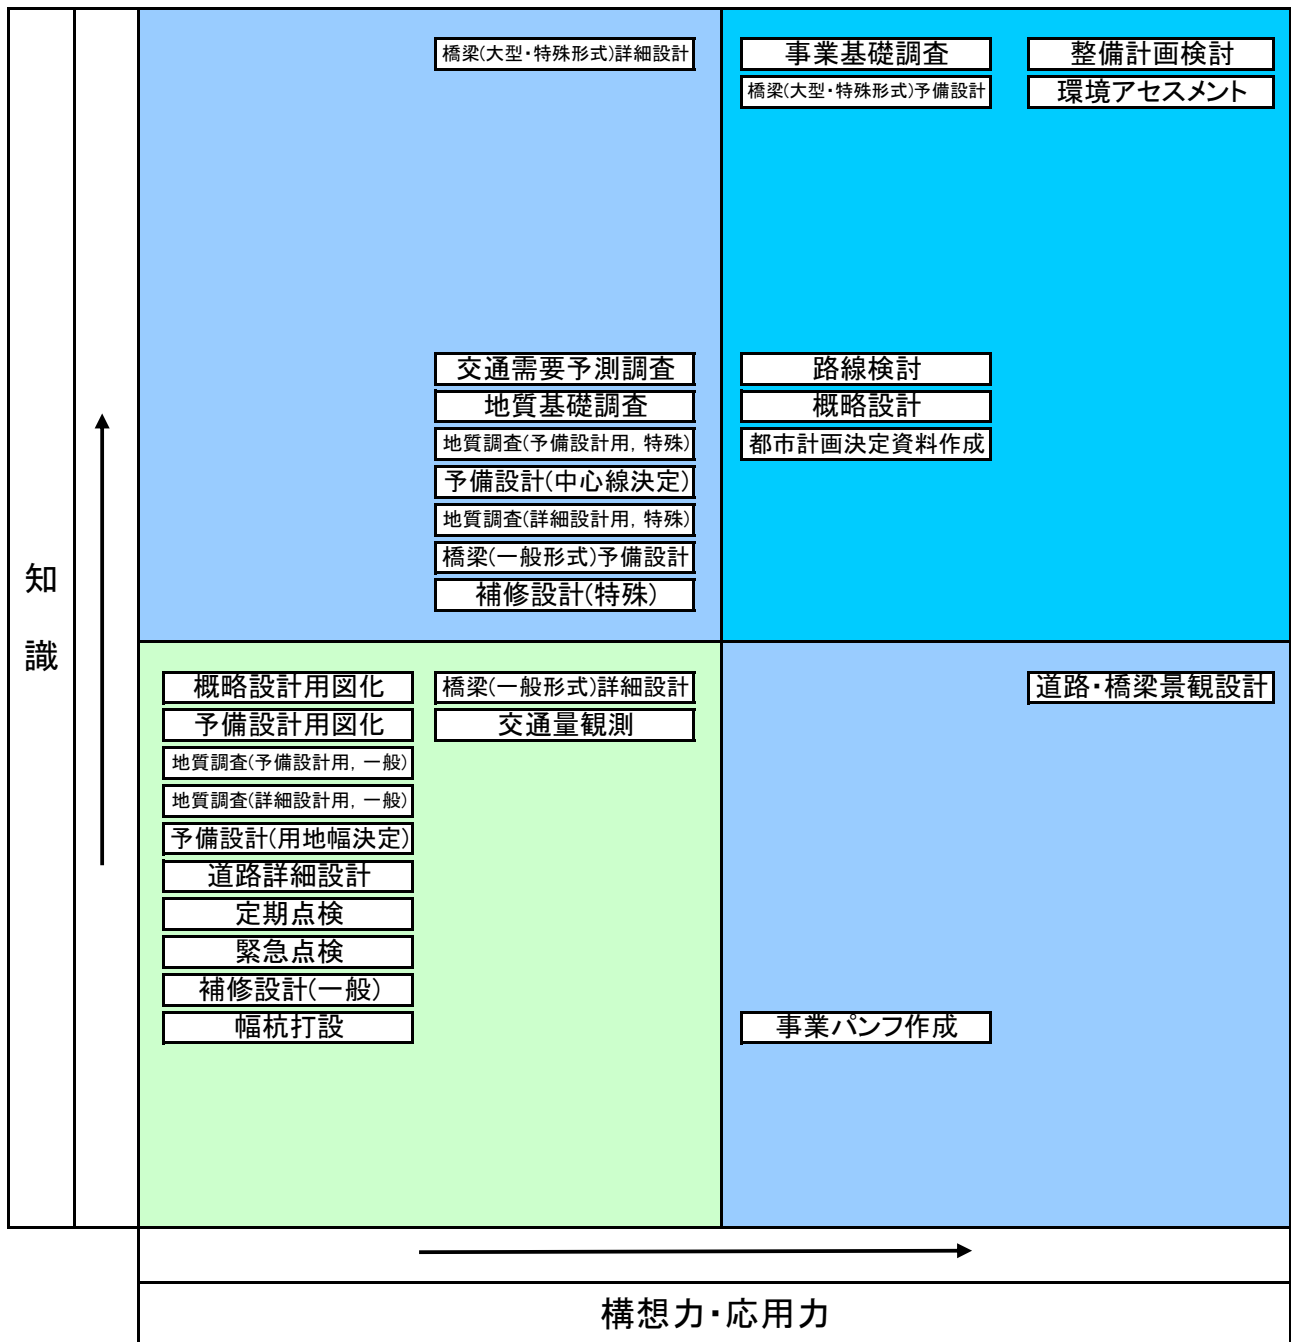 橋梁(大型・特殊形式)詳細設計
事業基礎調査
整備計画検討
橋梁(大型・特殊形式)予備設計
環境アセスメント
交通需要予測調査
路線検討
地質基礎調査
概略設計
地質調査(予備設計用, 特殊)
都市計画決定資料作成
予備設計(中心線決定)
地質調査(詳細設計用, 特殊)
橋梁(一般形式)予備設計
補修設計(特殊)
知
識
概略設計用図化
橋梁(一般形式)詳細設計
道路・橋梁景観設計
予備設計用図化
交通量観測
地質調査(予備設計用, 一般)
地質調査(詳細設計用, 一般)
予備設計(用地幅決定)
道路詳細設計
定期点検
緊急点検
補修設計(一般)
幅杭打設
事業パンフ作成
構想力・応用力